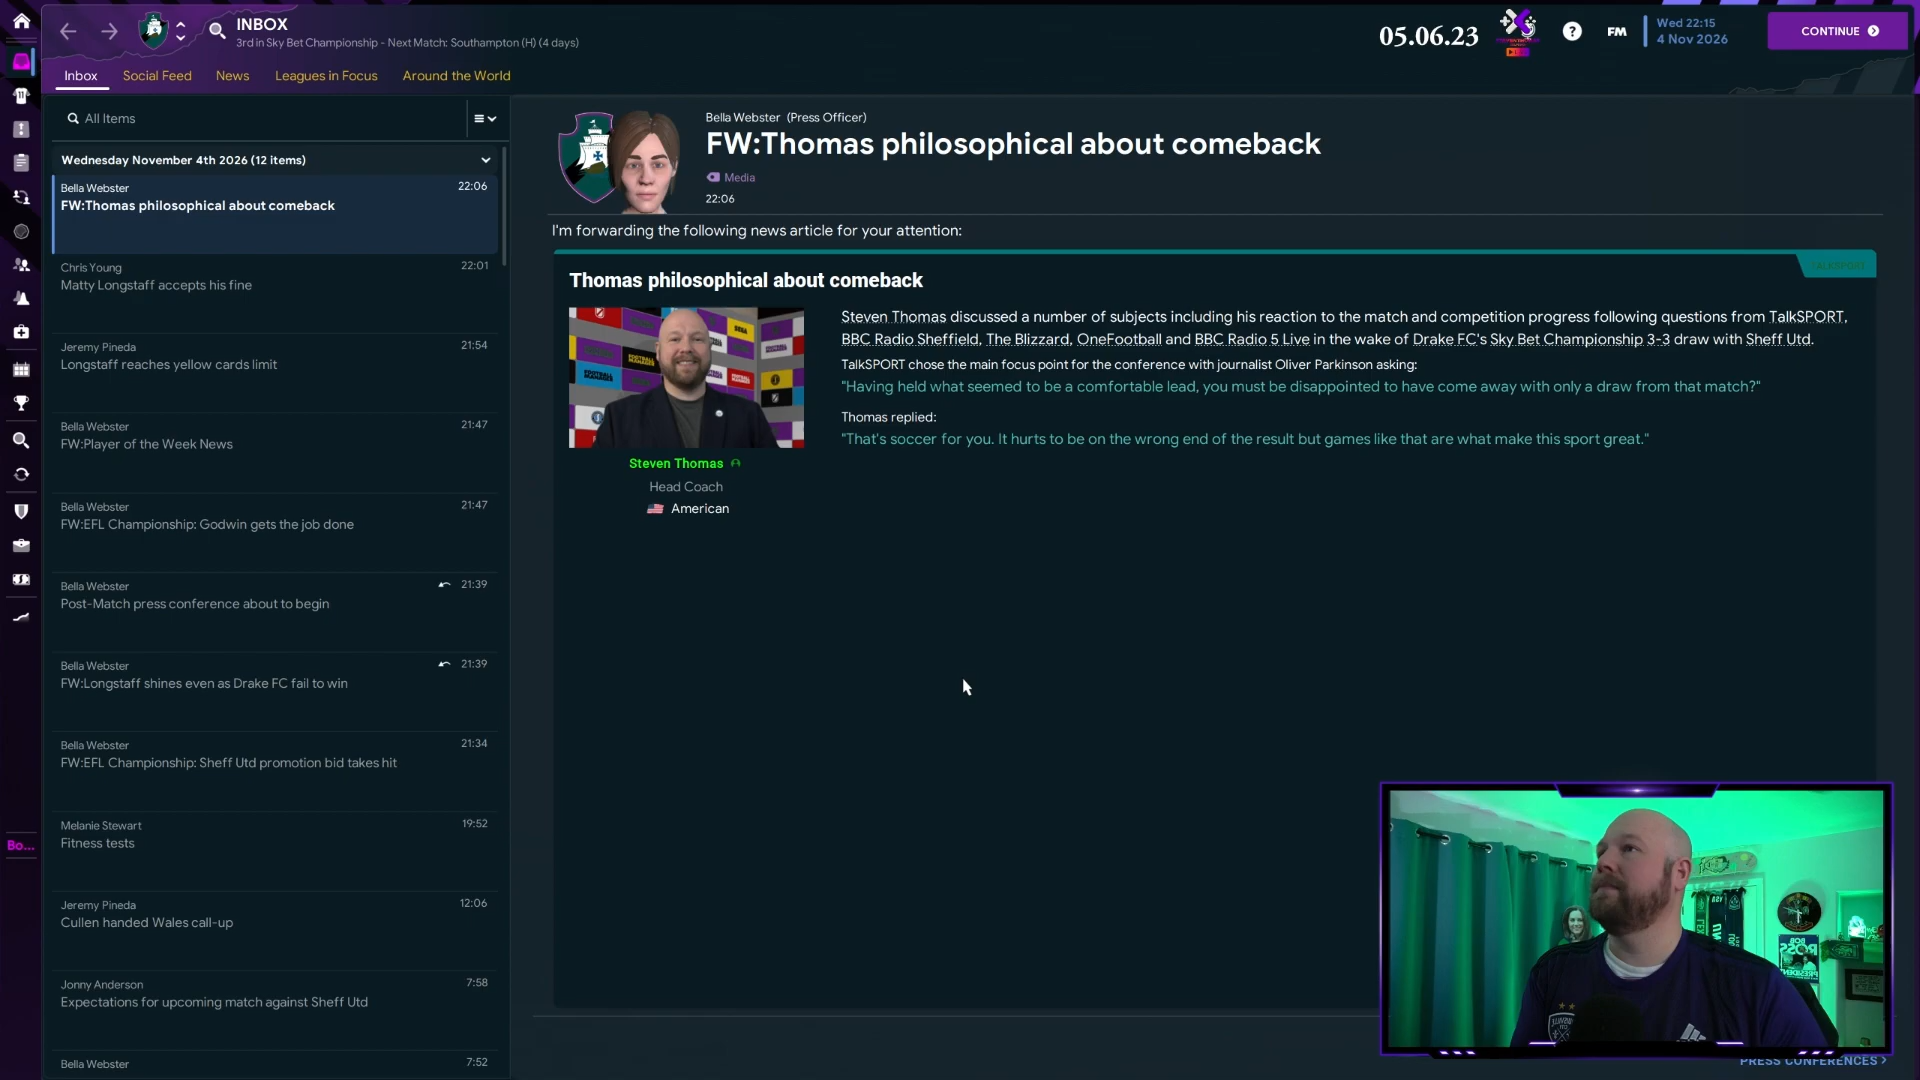 INBOX
3rd in Sky Bet Championship - Next Match: Southampton (H) (4 days)
05.06.23
FM
Wed 22:15
4 Nov 2026
CONTINUE
Inbox
Social Feed
News
Leagues in Focus
Around the World
All Items
Wednesday November 4th 2026 (12 items)
Bella Webster
22:06
FW:Thomas philosophical about comeback
Chris Young
22:01
Matty Longstaff accepts his fine
Jeremy Pineda
21:54
Longstaff reaches yellow cards limit
Bella Webster
21:47
FW:Player of the Week News
Bella Webster
21:47
FW:EFL Championship: Godwin gets the job done
Bella Webster
21:39
Post-Match press conference about to begin
Bella Webster
21:39
FW:Longstaff shines even as Drake FC fail to win
Bella Webster
21:34
FW:EFL Championship: Sheff Utd promotion bid takes hit
Melanie Stewart
19:52
Fitness tests
Jeremy Pineda
12:06
Cullen handed Wales call-up
Jonny Anderson
7:58
Expectations for upcoming match against Sheff Utd
Bella Webster
7:52
Bo...
Bella Webster (Press Officer)
FW:Thomas philosophical about comeback
Media
22:06
I'm forwarding the following news article for your attention:
TALKSPORT
Thomas philosophical about comeback
Steven Thomas discussed a number of subjects including his reaction to the match and competition progress following questions from TalkSPORT,
BBC Radio Sheffield, The Blizzard, OneFootball and BBC Radio 5 Live in the wake of Drake FC's Sky Bet Championship 3-3 draw with Sheff Utd.
TalkSPORT chose the main focus point for the conference with journalist Oliver Parkinson asking:
"Having held what seemed to be a comfortable lead, you must be disappointed to have come away with only a draw from that match?"
Thomas replied:
"That's soccer for you. It hurts to be on the wrong end of the result but games like that are what make this sport great."
Steven Thomas
Head Coach
American
BOB
ROSS
PRESIDENT
PRESS CONFERENCES >